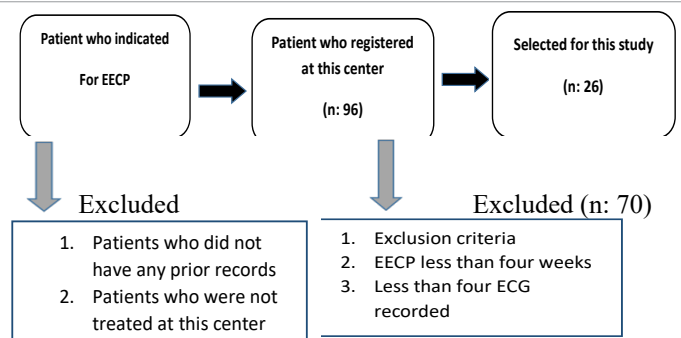 Patient who indicated
For EECP
Patient who registered
at this center
(n: 96)
Selected for this study
(n: 26)
Excluded
1. Patients who did not
have any prior records
2. Patients who were not
treated at this center
Excluded (n: 70)
1. Exclusion criteria
2. EECP less than four weeks
3. Less than four ECG
recorded